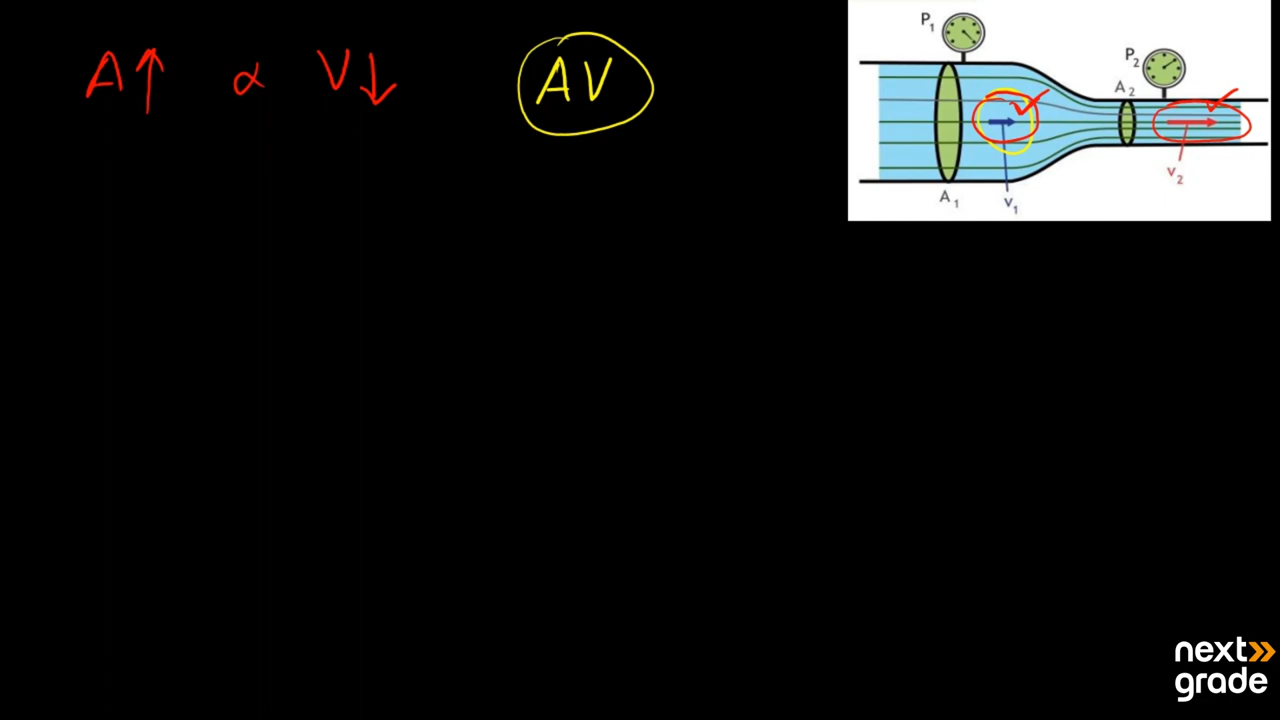 A↑ ∝ V↓
AV
P₁
P₂
A₂
A₁
v₁
v₂
next
grade